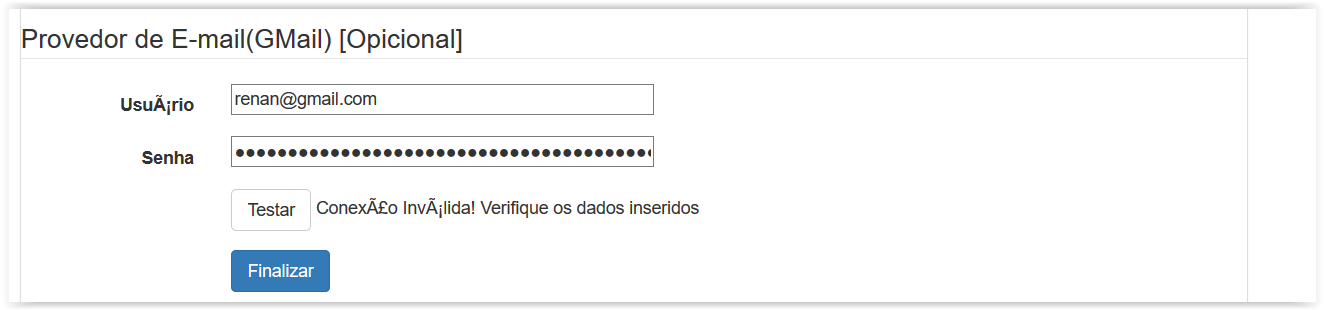 Provedor de E-mail(GMail) [Opicional]
UsuÃ¡rio renan@gmail.com
Senha ●●●●●●●●●●●●●●●●●●●●●●●●●●●●●●●●●●●●●●●●
Testar ConexÃ£o InvÃ¡lida! Verifique os dados inseridos
Finalizar